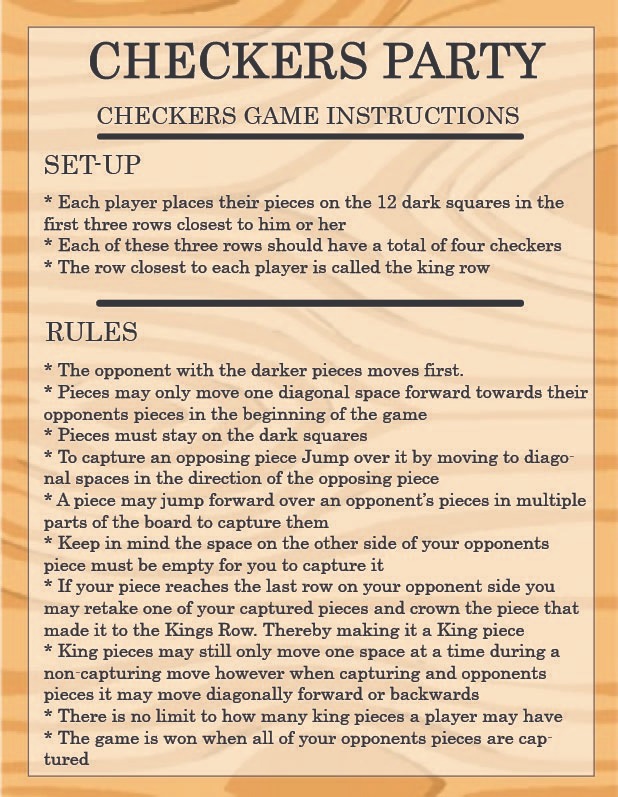 CHECKERS PARTY
CHECKERS GAME INSTRUCTIONS
SET-UP
* Each player places their pieces on the 12 dark squares in the
first three rows closest to him or her
* Each of these three rows should have a total of four checkers
* The row closest to each player is called the king row
RULES
* The opponent with the darker pieces moves first.
* Pieces may only move one diagonal space forward towards their
opponents pieces in the beginning of the game
* Pieces must stay on the dark squares
* To capture an opposing piece Jump over it by moving to diago-
nal spaces in the direction of the opposing piece
* A piece may jump forward over an opponent's pieces in multiple
parts of the board to capture them
* Keep in mind the space on the other side of your opponents
piece must be empty for you to capture it
* If your piece reaches the last row on your opponent side you
may retake one of your captured pieces and crown the piece that
made it to the Kings Row. Thereby making it a King piece
* King pieces may still only move one space at a time during a
non-capturing move however when capturing and opponents
pieces it may move diagonally forward or backwards
* There is no limit to how many king pieces a player may have
* The game is won when all of your opponents pieces are cap-
tured